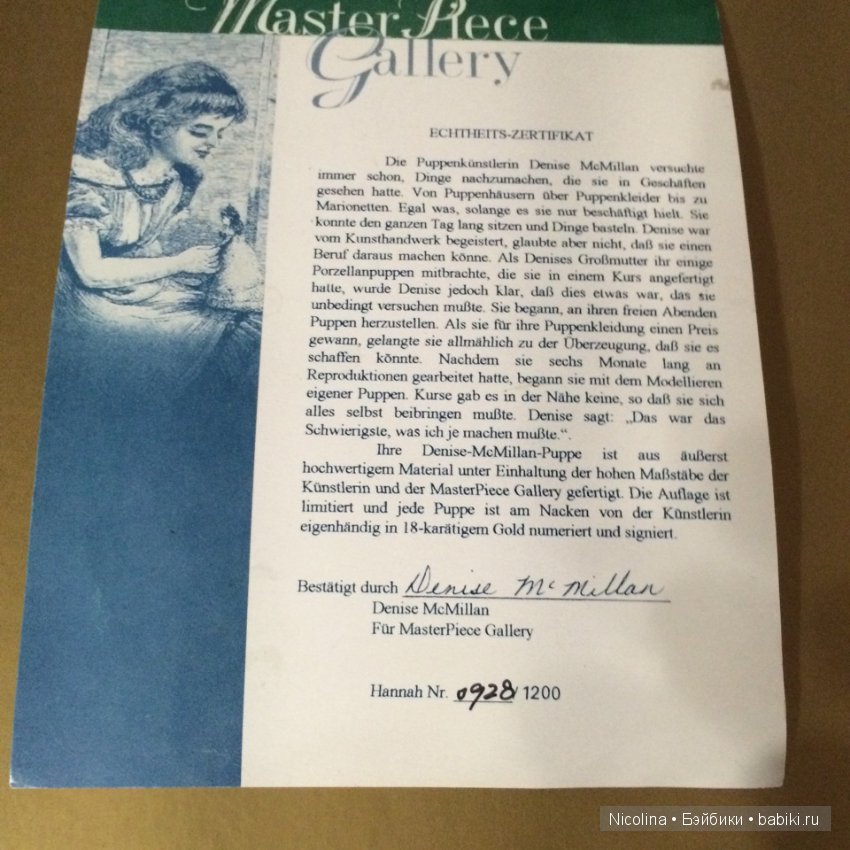 MasterPiece
Gallery
ECHTHEITS-ZERTIFIKAT
Die Puppenkünstlerin Denise McMillan versuchte
immer schon, Dinge nachzumachen, die sie in Geschäften
gesehen hatte. Von Puppenhäusern über Puppenkleider bis zu
Marionetten. Egal was, solange es sie nur beschäftigt hielt. Sie
konnte den ganzen Tag lang sitzen und Dinge basteln. Denise war
vom Kunsthandwerk begeistert, glaubte aber nicht, daß sie einen
Beruf daraus machen könne. Als Denises Großmutter ihr einige
Porzellanpuppen mitbrachte, die sie in einem Kurs angefertigt
hatte, wurde Denise jedoch klar, daß dies etwas war, das sie
unbedingt versuchen mußte. Sie begann, an ihren freien Abenden
Puppen herzustellen. Als sie für ihre Puppenkleidung einen Preis
gewann, gelangte sie allmählich zu der Überzeugung, daß sie es
schaffen könnte. Nachdem sie sechs Monate lang an
Reproduktionen gearbeitet hatte, begann sie mit dem Modellieren
eigener Puppen. Kurse gab es in der Nähe keine, so daß sie sich
alles selbst beibringen mußte. Denise sagt: „Das war das
Schwierigste, was ich je machen mußte.“.
Ihre Denise-McMillan-Puppe ist aus äußerst
hochwertigem Material unter Einhaltung der hohen Maßstäbe der
Künstlerin und der MasterPiece Gallery gefertigt. Die Auflage ist
limitiert und jede Puppe ist am Nacken von der Künstlerin
eigenhändig in 18-karätigem Gold numeriert und signiert.
Bestätigt durch Denise McMillan
Denise McMillan
Für MasterPiece Gallery
Hannah Nr. 0928/ 1200
Nicolina • Бэйбики • babiki.ru